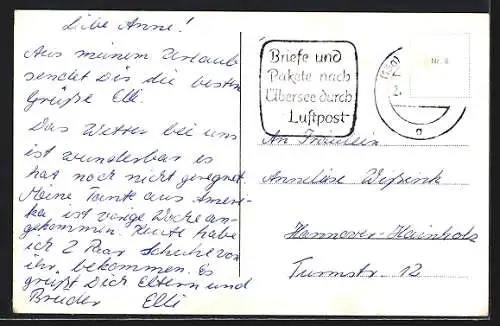 Liebe Anne!
Aus meinem Urlaub
sendet Dir die besten
Grüße Elli.
Das Wetter bei uns
ist wunderbar es
hat noch nicht geregnet.
Meine Tante aus Ameri-
ka ist vorige Woche an-
gekommen. Heute habe
ich 2 Paar Schuhe von
ihr bekommen. Es
grüßt Dich Eltern und
Bruder Elli
Briefe und
Pakete nach
Übersee durch
Luftpost
Nr. 8
An Fräulein
Anneliese
Hannover-Hainholz
Turmstr. 12